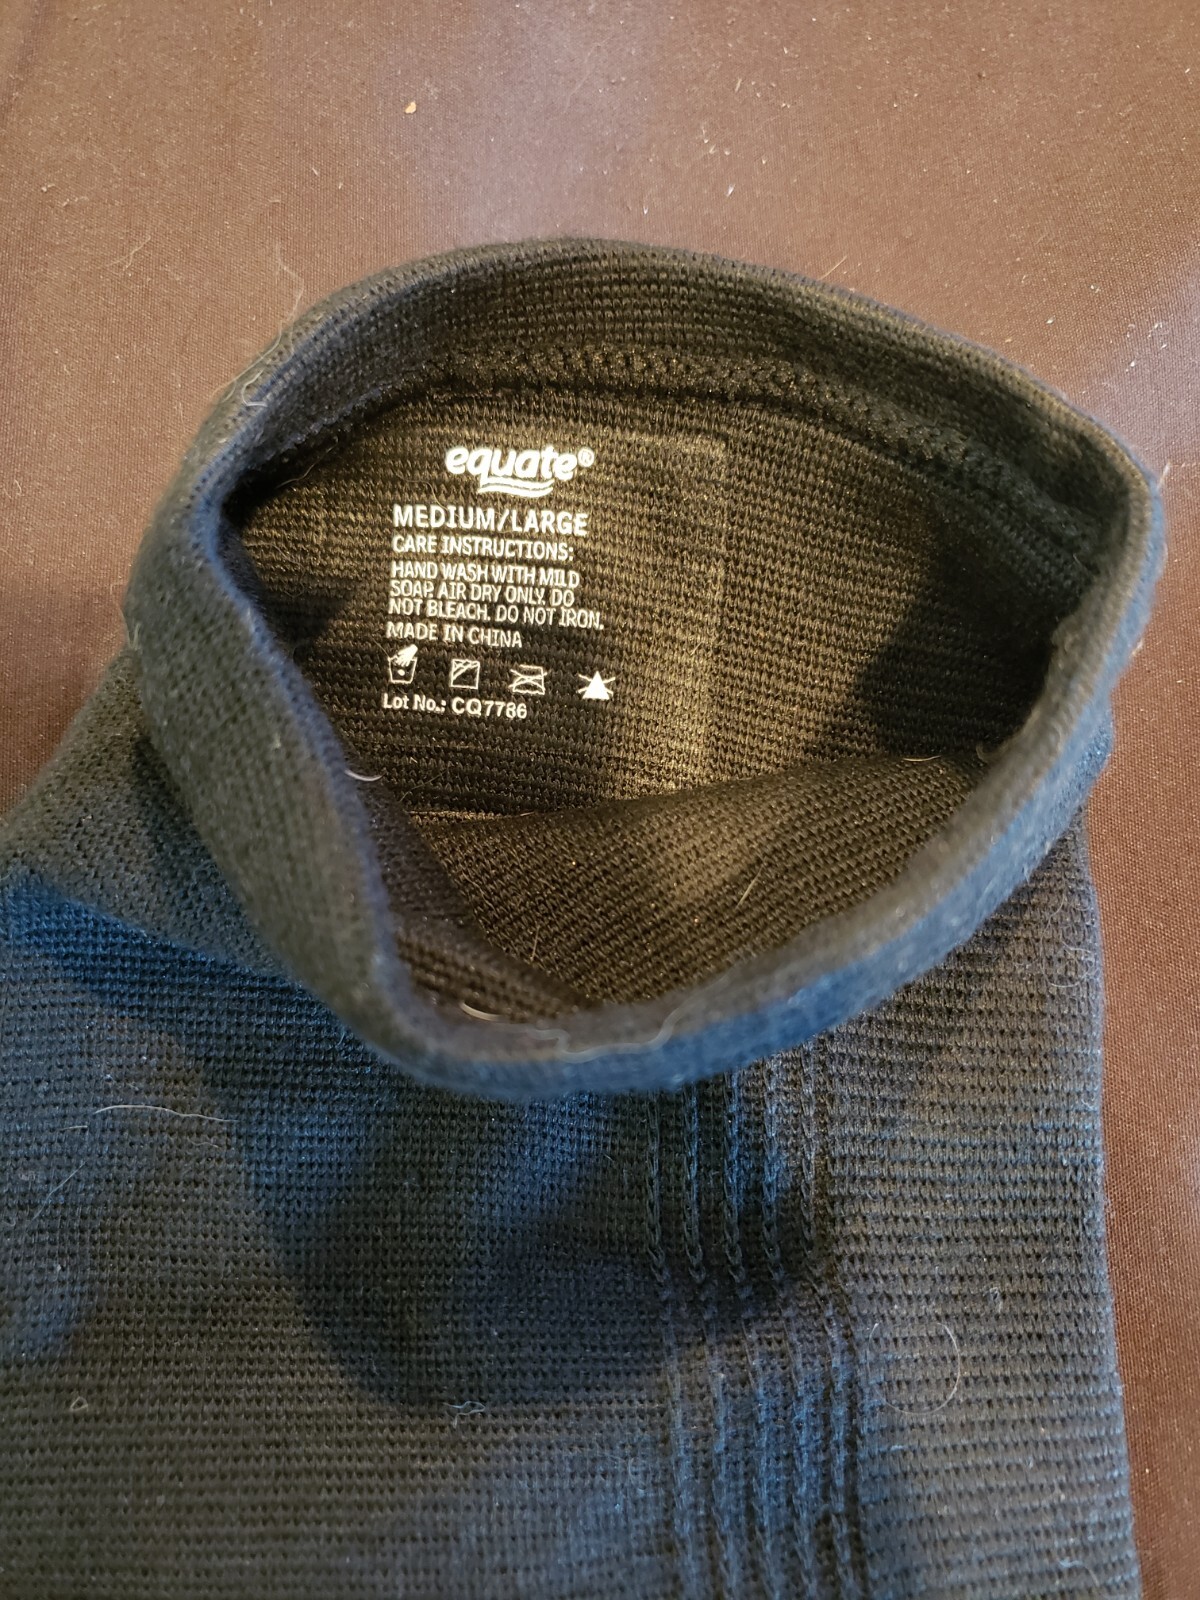 equate®
MEDIUM/LARGE
CARE INSTRUCTIONS:
HAND WASH WITH MILD
SOAP. AIR DRY ONLY. DO
NOT BLEACH. DO NOT IRON.
MADE IN CHINA
Lot No.: CQ7786